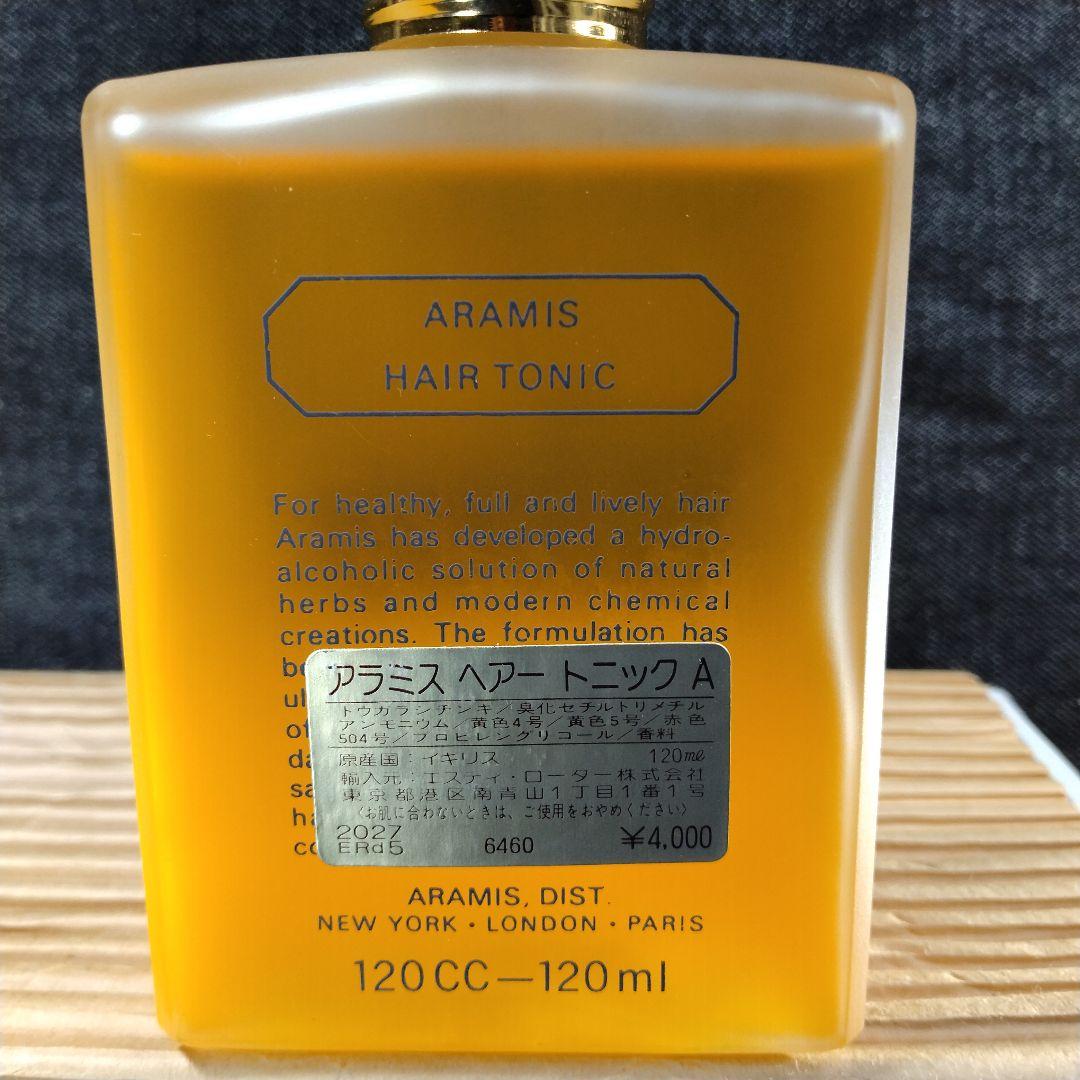 ARAMIS
HAIR TONIC
For healthy, full and lively hair
Aramis has developed a hydro-
alcoholic solution of natural
herbs and modern chemical
creations. The formulation has
アラミス ヘアー トニック A
トウガラシチンキ／臭化セチルトリメチル
アンモニウム／黄色4号／黄色5号／赤色
504号／プロピレングリコール／香料
原産国：イギリス 120ml
輸入元：エスティ・ローダー株式会社
東京都港区南青山1丁目1番1号
〈お肌に合わないときは、ご使用をおやめください〉
2027
ERd5 6460 ¥4,000
ARAMIS, DIST.
NEW YORK · LONDON · PARIS
120CC—120ml